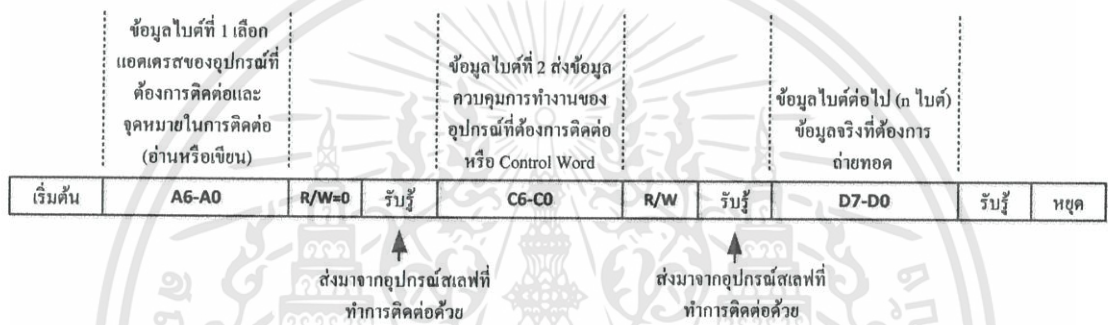 ข้อมูลไบต์ที่ 1 เลือก
แอดเดรสของอุปกรณ์ที่
ต้องการติดต่อและ
จุดหมายในการติดต่อ
(อ่านหรือเขียน)
ข้อมูลไบต์ที่ 2 ส่งข้อมูล
ควบคุมการทำงานของ
อุปกรณ์ที่ต้องการติดต่อ
หรือ Control Word
ข้อมูลไบต์ต่อไป (n ไบต์)
ข้อมูลจริงที่ต้องการ
ถ่ายทอด
เริ่มต้น A6-A0 R/W=0 รับรู้ C6-C0 R/W รับรู้ D7-D0 รับรู้ หยุด
ส่งมาจากอุปกรณ์สเลฟที่
ทำการติดต่อด้วย
ส่งมาจากอุปกรณ์สเลฟที่
ทำการติดต่อด้วย